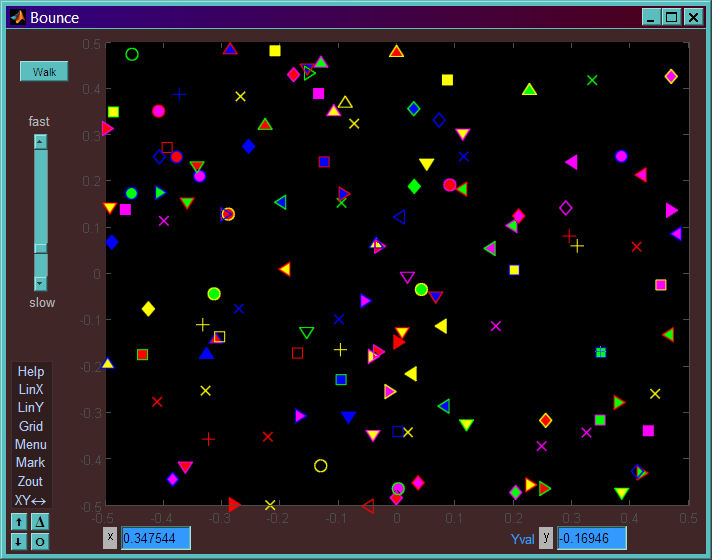 Bounce
Walk
fast
slow
Help
LinX
LinY
Grid
Menu
Mark
Zout
XY↔
0.5
0.4
0.3
0.2
0.1
0
-0.1
-0.2
-0.3
-0.4
-0.5
-0.5 -0.4 -0.3 -0.2 -0.1 0 0.1 0.2 0.3 0.4 0.5
x 0.347544 Yval y -0.16946